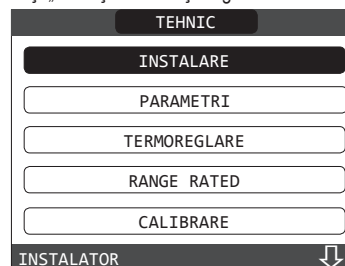 TEHNIC
INSTALARE
PARAMETRI
TERMOREGLARE
RANGE RATED
CALIBRARE
INSTALATOR